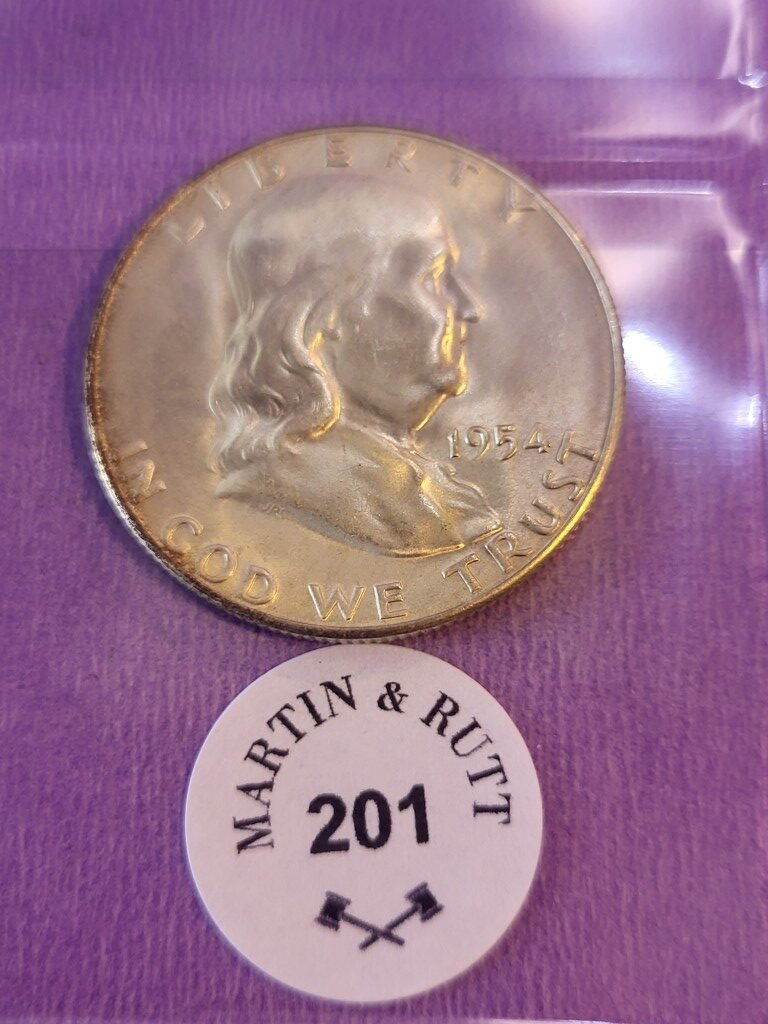 LIBERTY
1954
IN GOD WE TRUST
MARTIN & RUTT
201